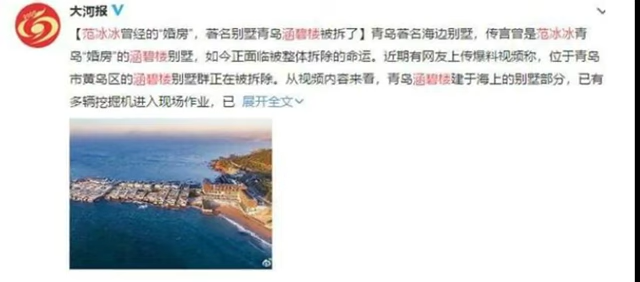 大河报
【范冰冰曾经的“婚房”，著名别墅青岛涵碧楼被拆了】青岛著名海边别墅，传言曾是范冰冰青
岛“婚房”的涵碧楼别墅，如今正面临被整体拆除的命运。近期有网友上传爆料视频称，位于青岛
市黄岛区的涵碧楼别墅群正在被拆除。从视频内容来看，青岛涵碧楼建于海上的别墅部分，已有
多辆挖掘机进入现场作业，已 展开全文